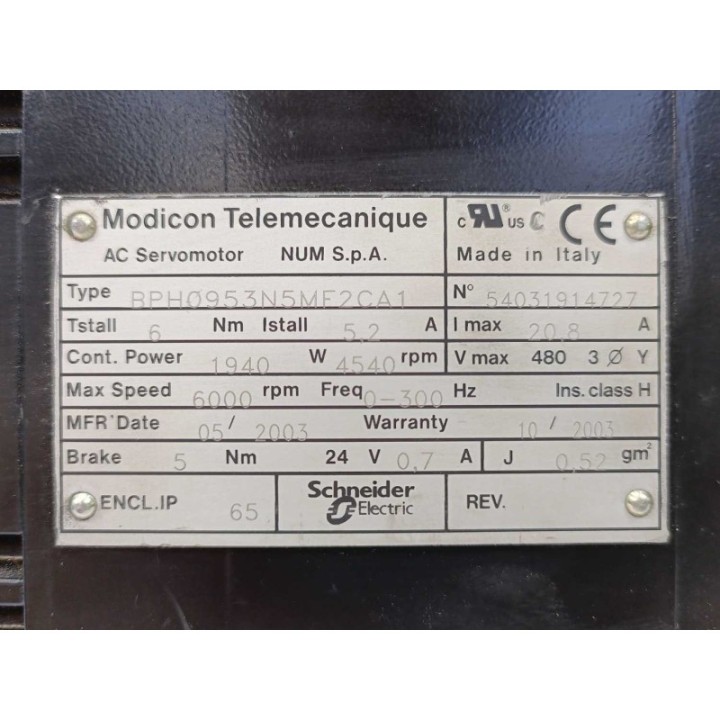 Modicon Telemecanique
AC Servomotor NUM S.p.A.
c RU® US C CE
Made in Italy
Type BPH0953N5MF2CA1 N° 54031914727
Tstall 6 Nm Istall 5,2 A I max 20,8 A
Cont. Power 1940 W 4540 rpm V max 480 3 Ø Y
Max Speed 6000 rpm Freq 0-300 Hz Ins. class H
MFR Date 05 / 2003 Warranty 10 / 2003
Brake 5 Nm 24 V 0,7 A J 0,52 gm²
ENCL.IP 65 Schneider Electric REV.